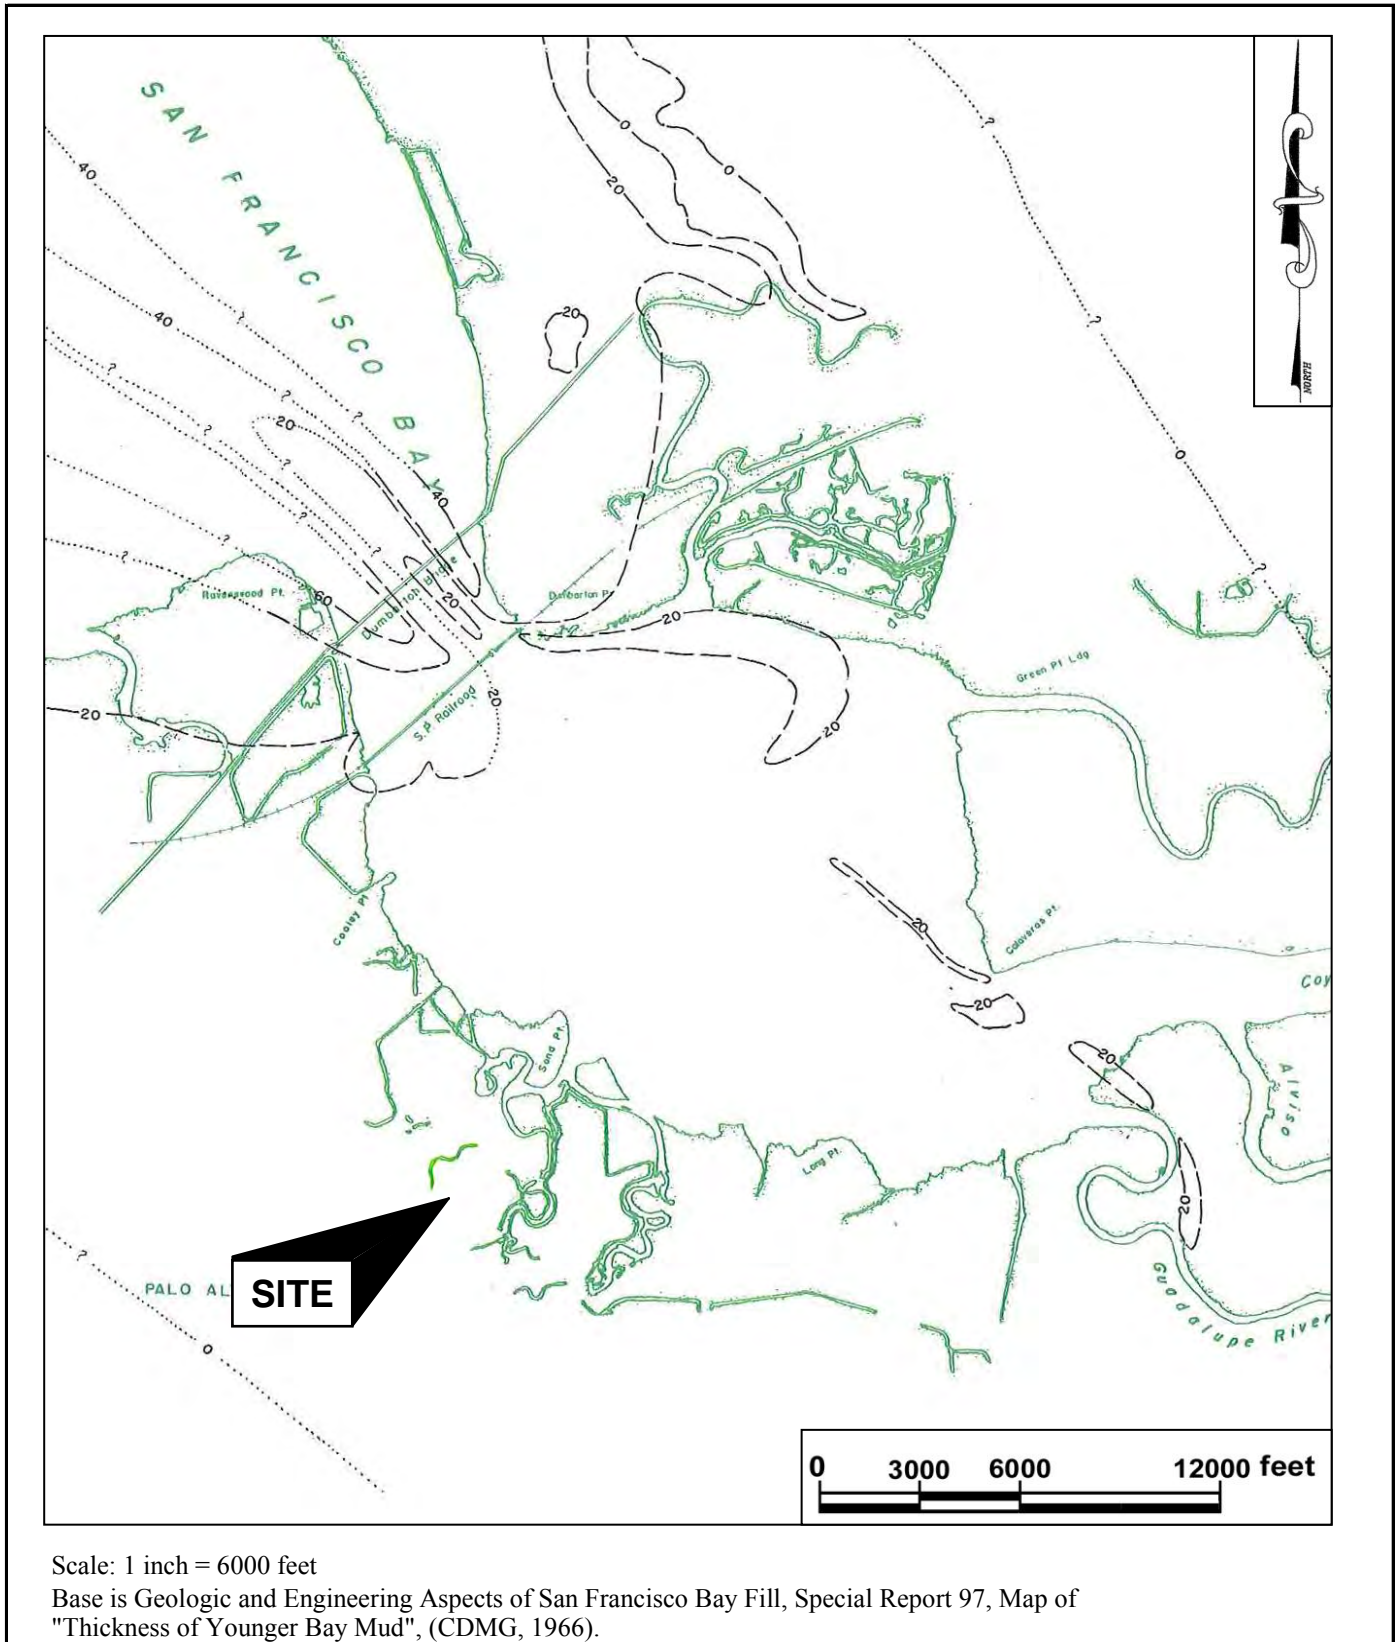 SAN FRANCISCO BAY
NORTH
40
?
0
20
0
?
40
?
20
?
?
?
?
20
?
?
?
0
40
?
?
?
?
?
60
20
Ravenswood Pt.
Dumbarton Bridge
Dumbarton Pt
20
20
S.P. Railroad
Green Pt Ldg
20
20
Cooley Pt
20
Calaveras Pt.
20
Coy
Sand Pt.
20
Alviso
Long Pt.
20
?
PALO AL
SITE
Guadalupe River
0
0 3000 6000 12000 feet
Scale: 1 inch = 6000 feet
Base is Geologic and Engineering Aspects of San Francisco Bay Fill, Special Report 97, Map of
"Thickness of Younger Bay Mud", (CDMG, 1966).